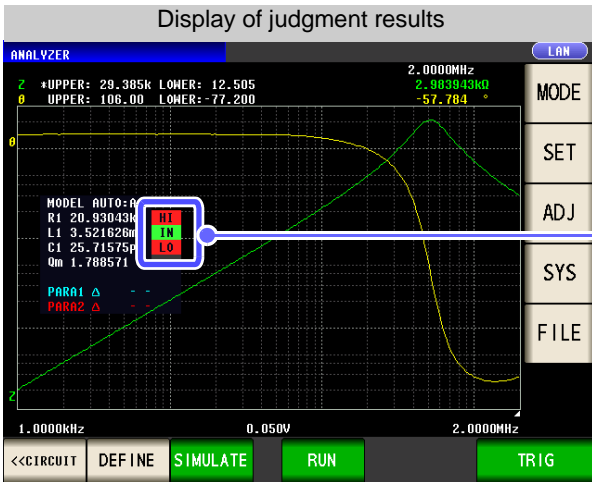 Display of judgment results
ANALYZER
LAN
2.0000MHz
Z *UPPER: 29.385k LOWER: 12.505 2.983943kΩ
θ UPPER: 106.00 LOWER:-77.200 -57.784 °
MODE
θ
SET
MODEL AUTO:A
R1 20.93043k HI
L1 3.521626m IN
C1 25.71575p LO
Qm 1.788571
ADJ
SYS
PARA1 Δ - -
PARA2 Δ - -
FILE
Z
1.0000kHz 0.050V 2.0000MHz
<<CIRCUIT DEFINE SIMULATE RUN TRIG